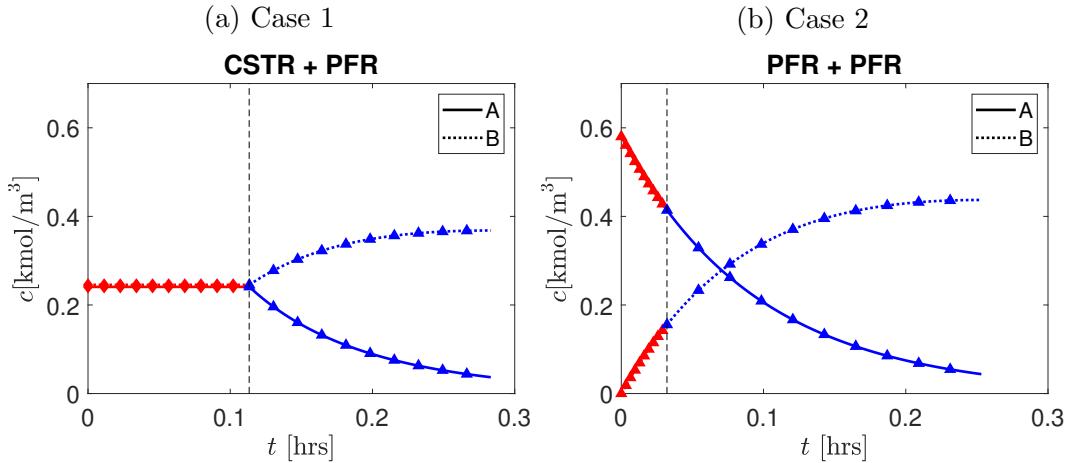 (a) Case 1
CSTR + PFR
A
B
0.6
0.4
0.2
0
c[kmol/m³]
0 0.1 0.2 0.3
t [hrs]
(b) Case 2
PFR + PFR
A
B
0.6
0.4
0.2
0
c[kmol/m³]
0 0.1 0.2 0.3
t [hrs]